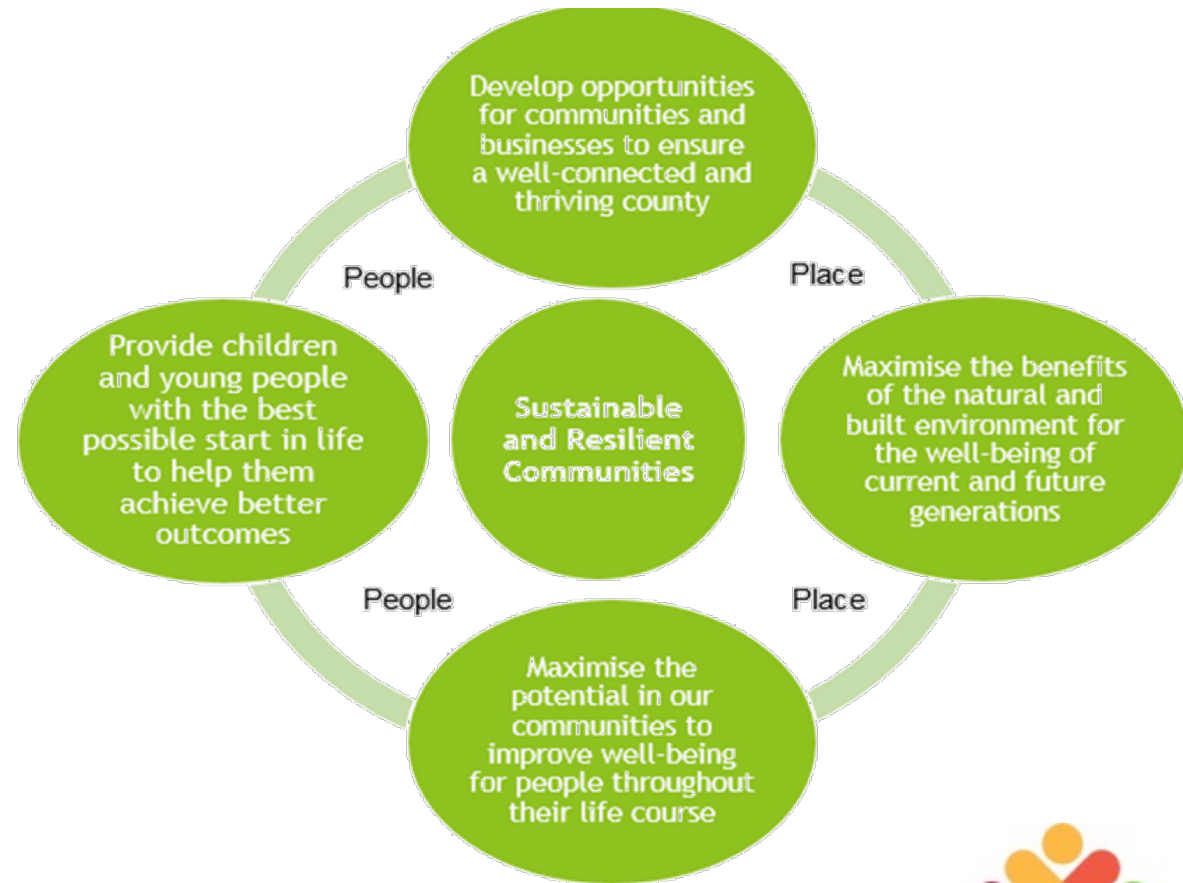 Develop opportunities
for communities and
businesses to ensure
a well-connected and
thriving county
People
Place
Provide children
and young people
with the best
possible start in life
to help them
achieve better
outcomes
Sustainable
and Resilient
Communities
Maximise the benefits
of the natural and
built environment for
the well-being of
current and future
generations
People
Place
Maximise the
potential in our
communities to
improve well-being
for people throughout
their life course